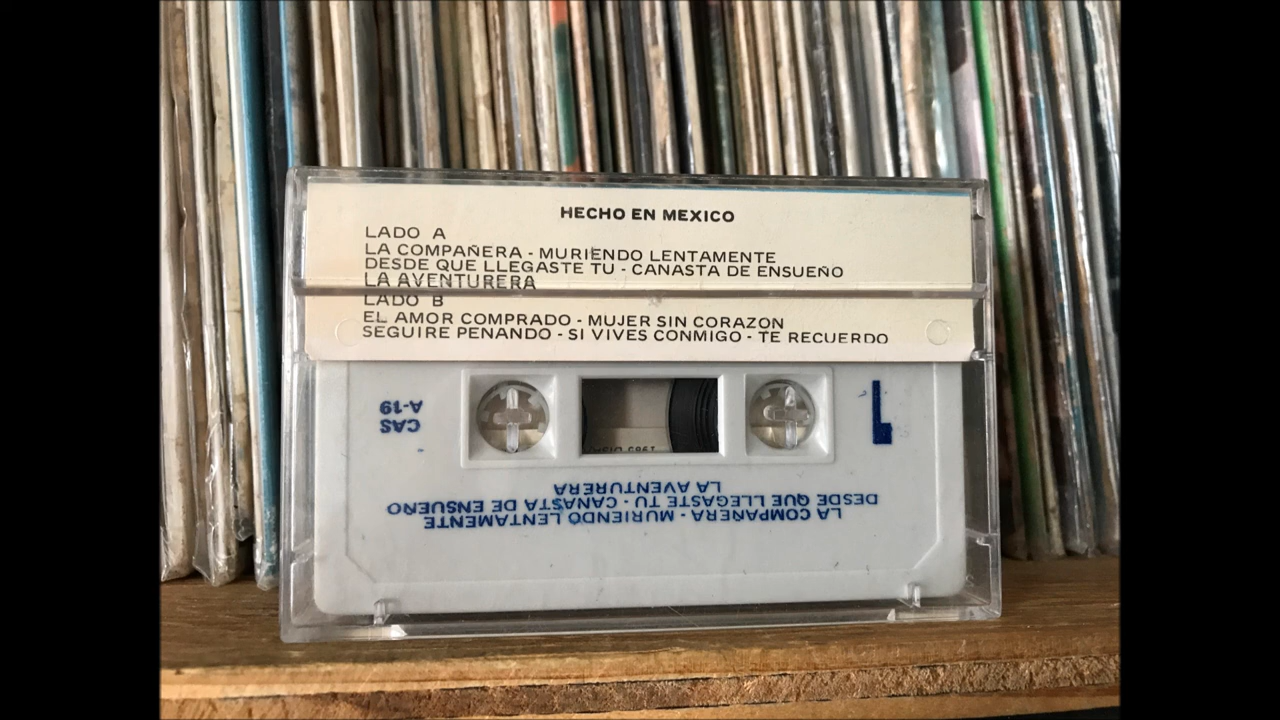 HECHO EN MEXICO
LADO A
LA COMPAÑERA - MURIENDO LENTAMENTE
DESDE QUE LLEGASTE TU - CANASTA DE ENSUEÑO
LA AVENTURERA
LADO B
EL AMOR COMPRADO - MUJER SIN CORAZON
SEGUIRE PENANDO - SI VIVES CONMIGO - TE RECUERDO
1
CAS
A-19
LA COMPAÑERA - MURIENDO LENTAMENTE
DESDE QUE LLEGASTE TU - CANASTA DE ENSUEÑO
LA AVENTURERA